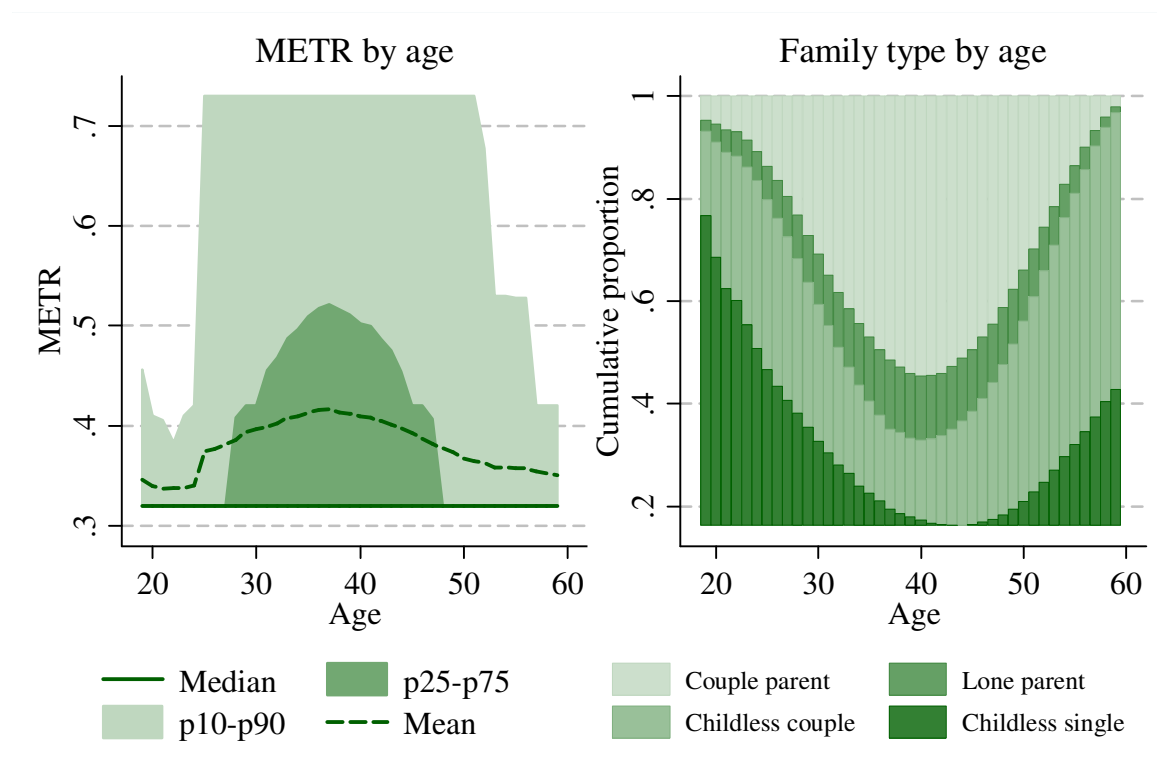 METR by age
METR
.7
.6
.5
.4
.3
20 30 40 50 60
Age
Median
p25-p75
p10-p90
Mean
Family type by age
Cumulative proportion
1
.8
.6
.4
.2
20 30 40 50 60
Age
Couple parent
Lone parent
Childless couple
Childless single